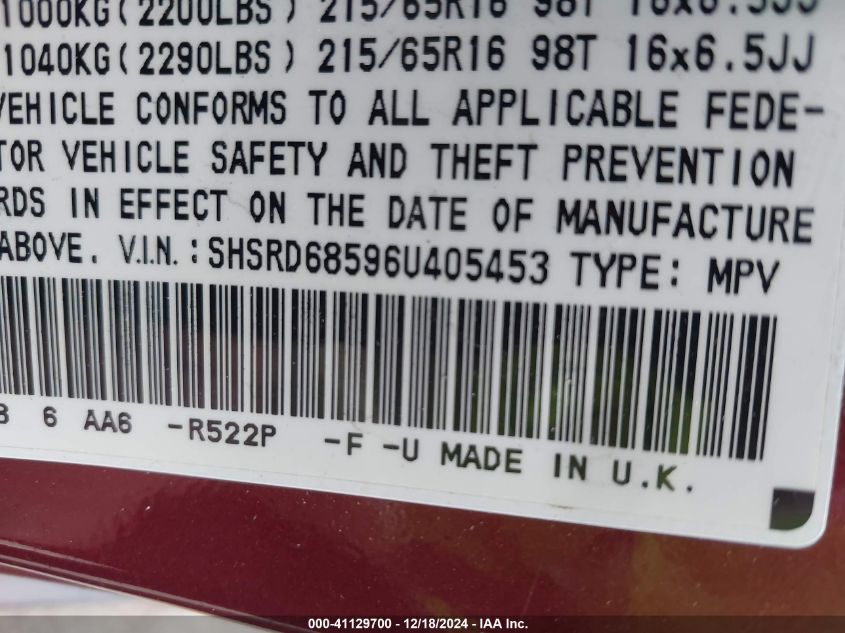 1000KG(2200LBS) 215/65R16 98T 16x6.5JJ
1040KG(2290LBS) 215/65R16 98T 16x6.5JJ
VEHICLE CONFORMS TO ALL APPLICABLE FEDE-
TOR VEHICLE SAFETY AND THEFT PREVENTION
RDS IN EFFECT ON THE DATE OF MANUFACTURE
ABOVE. V.I.N.:SHSRD68596U405453 TYPE: MPV
B 6 AA6 -R522P -F -U MADE IN U.K.
000-41129700 - 12/18/2024 - IAA Inc.